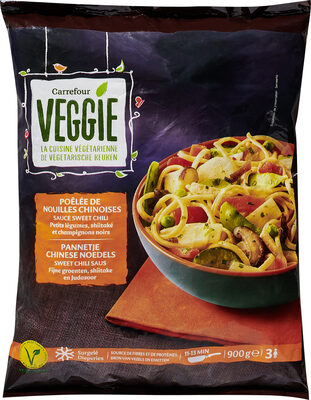 Carrefour
VEGGIE
LA CUISINE VÉGÉTARIENNE
DE VEGETARISCHE KEUKEN
POÊLÉE DE
NOUILLES CHINOISES
SAUCE SWEET CHILI
Petits légumes, shiitaké
et champignons noirs
PANNETJE
CHINESE NOEDELS
SWEET CHILI SAUS
Fijne groenten, shiitake
en Judasoor
Surgelé
Diepvries
SOURCE DE FIBRES ET DE PROTÉINES.
BRON VAN VEZELS EN EIWITTEN.
11-13 MIN
900g e 3